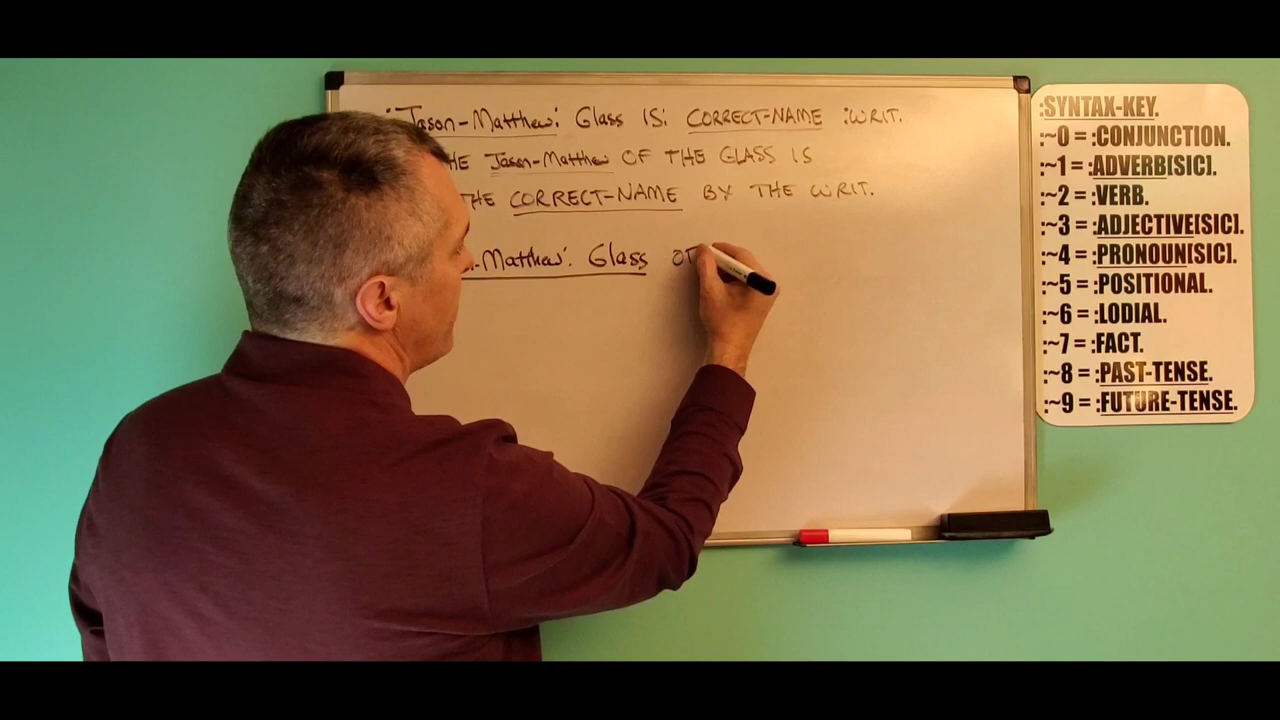 :Jason-Matthew: Glass IS: CORRECT-NAME :WRIT.
HE Jason-Matthew OF THE GLASS IS
THE CORRECT-NAME BY THE WRIT.
-Matthew: Glass OF
:SYNTAX-KEY.
:~0 = :CONJUNCTION.
:~1 = :ADVERB[SIC].
:~2 = :VERB.
:~3 = :ADJECTIVE[SIC].
:~4 = :PRONOUN[SIC].
:~5 = :POSITIONAL.
:~6 = :LODIAL.
:~7 = :FACT.
:~8 = :PAST-TENSE.
:~9 = :FUTURE-TENSE.